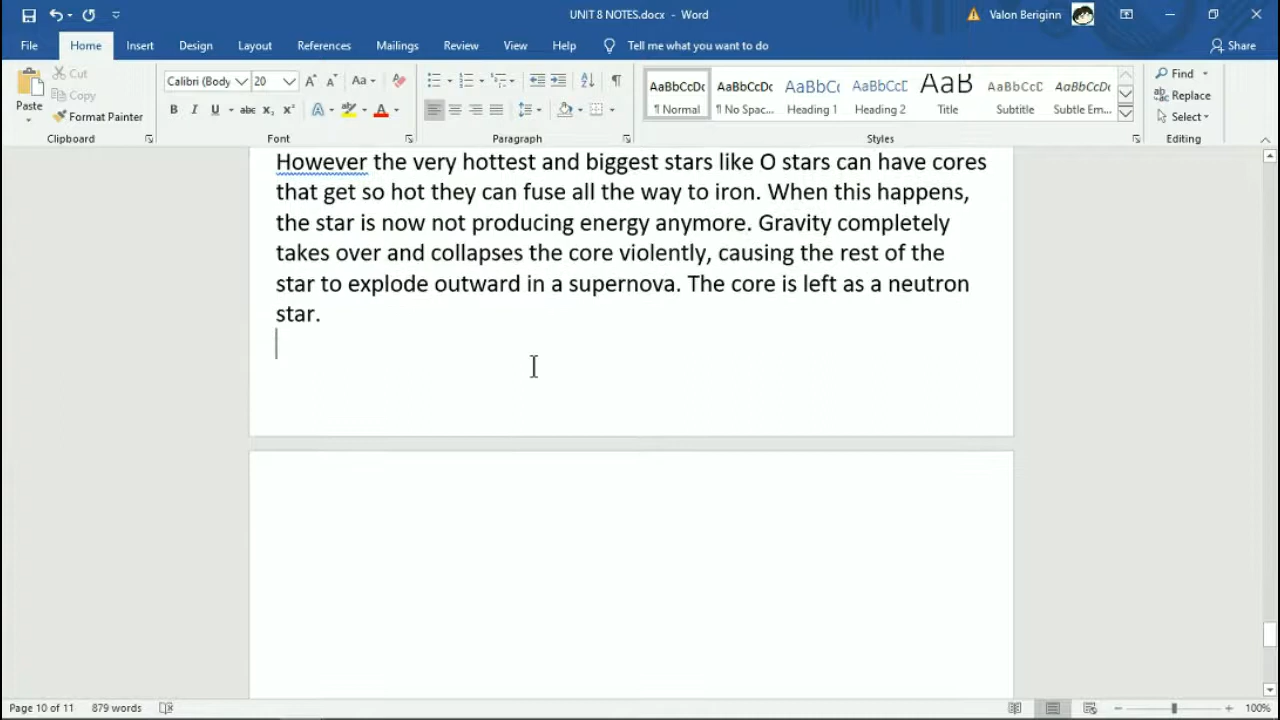 UNIT 8 NOTES.docx - Word
Valon Beriginn
File Home Insert Design Layout References Mailings Review View Help Tell me what you want to do Share
Paste
Cut
Copy
Format Painter
Clipboard
Calibri (Body 20
Font
Paragraph
AaBbCcDc AaBbCcDc AaBbCc AaBbCcD AaB AaBbCcD AaBbCcDc
¶ Normal ¶ No Spac... Heading 1 Heading 2 Title Subtitle Subtle Em...
Styles
Find
Replace
Select
Editing
However the very hottest and biggest stars like O stars can have cores
that get so hot they can fuse all the way to iron. When this happens,
the star is now not producing energy anymore. Gravity completely
takes over and collapses the core violently, causing the rest of the
star to explode outward in a supernova. The core is left as a neutron
star.
Page 10 of 11 879 words 100%